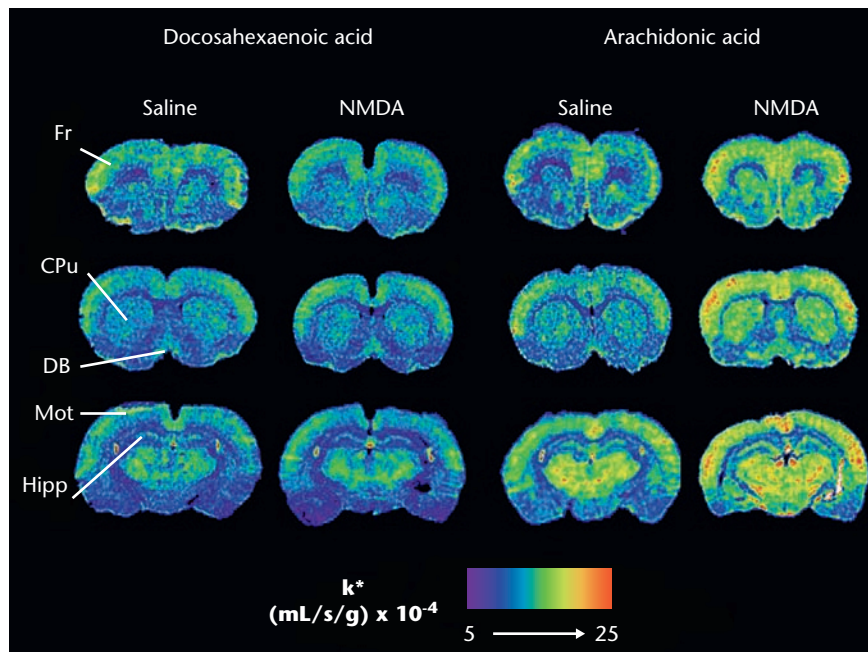 Docosahexaenoic acid
Arachidonic acid
Saline
NMDA
Saline
NMDA
Fr
CPu
DB
Mot
Hipp
k*
(mL/s/g) x 10⁻⁴
5
25